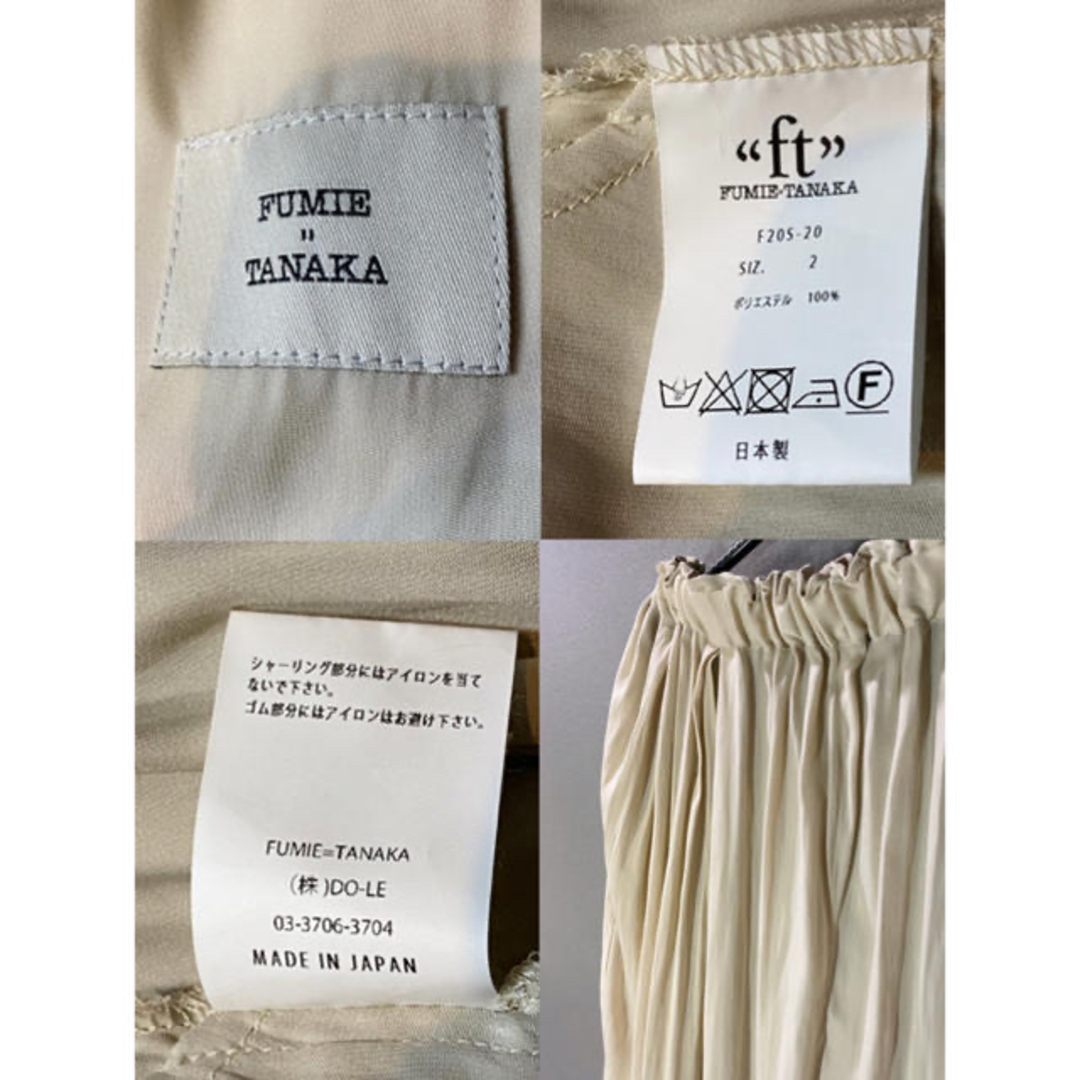 FUMIE
"
TANAKA
“ft”
FUMIE·TANAKA
F20S-20
SIZ. 2
ポリエステル 100%
F
日本製
シャーリング部分にはアイロンを当て
ないで下さい。
ゴム部分にはアイロンはお避け下さい。
FUMIE=TANAKA
(株)DO-LE
03-3706-3704
MADE IN JAPAN